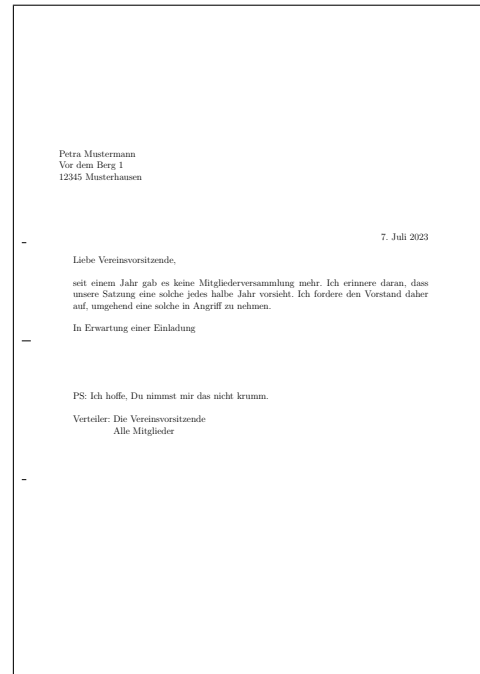 Petra Mustermann
Vor dem Berg 1
12345 Musterhausen
7. Juli 2023
Liebe Vereinsvorsitzende,
seit einem Jahr gab es keine Mitgliederversammlung mehr. Ich erinnere daran, dass
unsere Satzung eine solche jedes halbe Jahr vorsieht. Ich fordere den Vorstand daher
auf, umgehend eine solche in Angriff zu nehmen.
In Erwartung einer Einladung
PS: Ich hoffe, Du nimmst mir das nicht krumm.
Verteiler: Die Vereinsvorsitzende
Alle Mitglieder